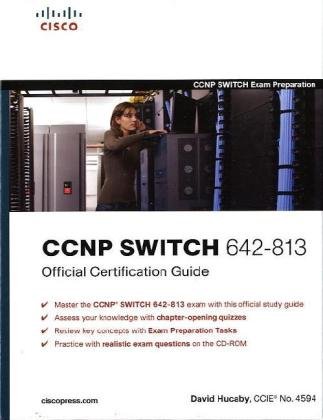 CISCO
CCNP SWITCH Exam Preparation
CCNP SWITCH 642-813
Official Certification Guide
✔ Master the CCNP® SWITCH 642-813 exam with this official study guide
✔ Assess your knowledge with chapter-opening quizzes
✔ Review key concepts with Exam Preparation Tasks
✔ Practice with realistic exam questions on the CD-ROM
ciscopress.com
David Hucaby, CCIE® No. 4594